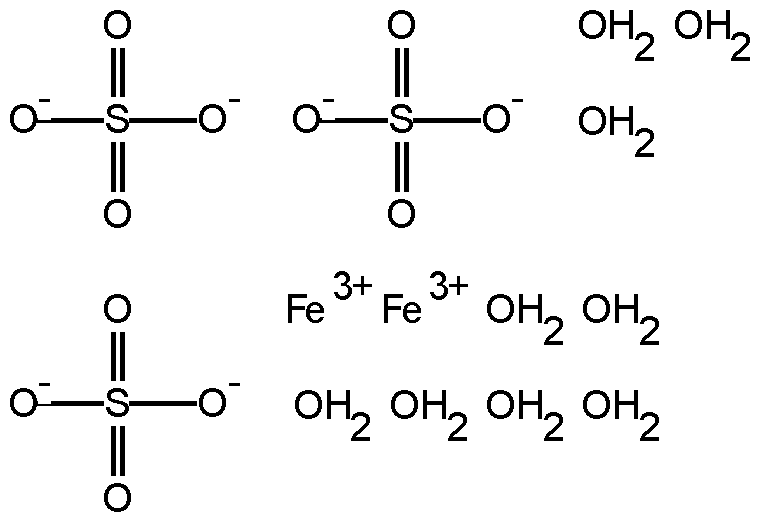 O O OH2 OH2
O- S O- O- S O- OH2
O O
O Fe3+ Fe3+ OH2 OH2
O- S O- OH2 OH2 OH2 OH2
O